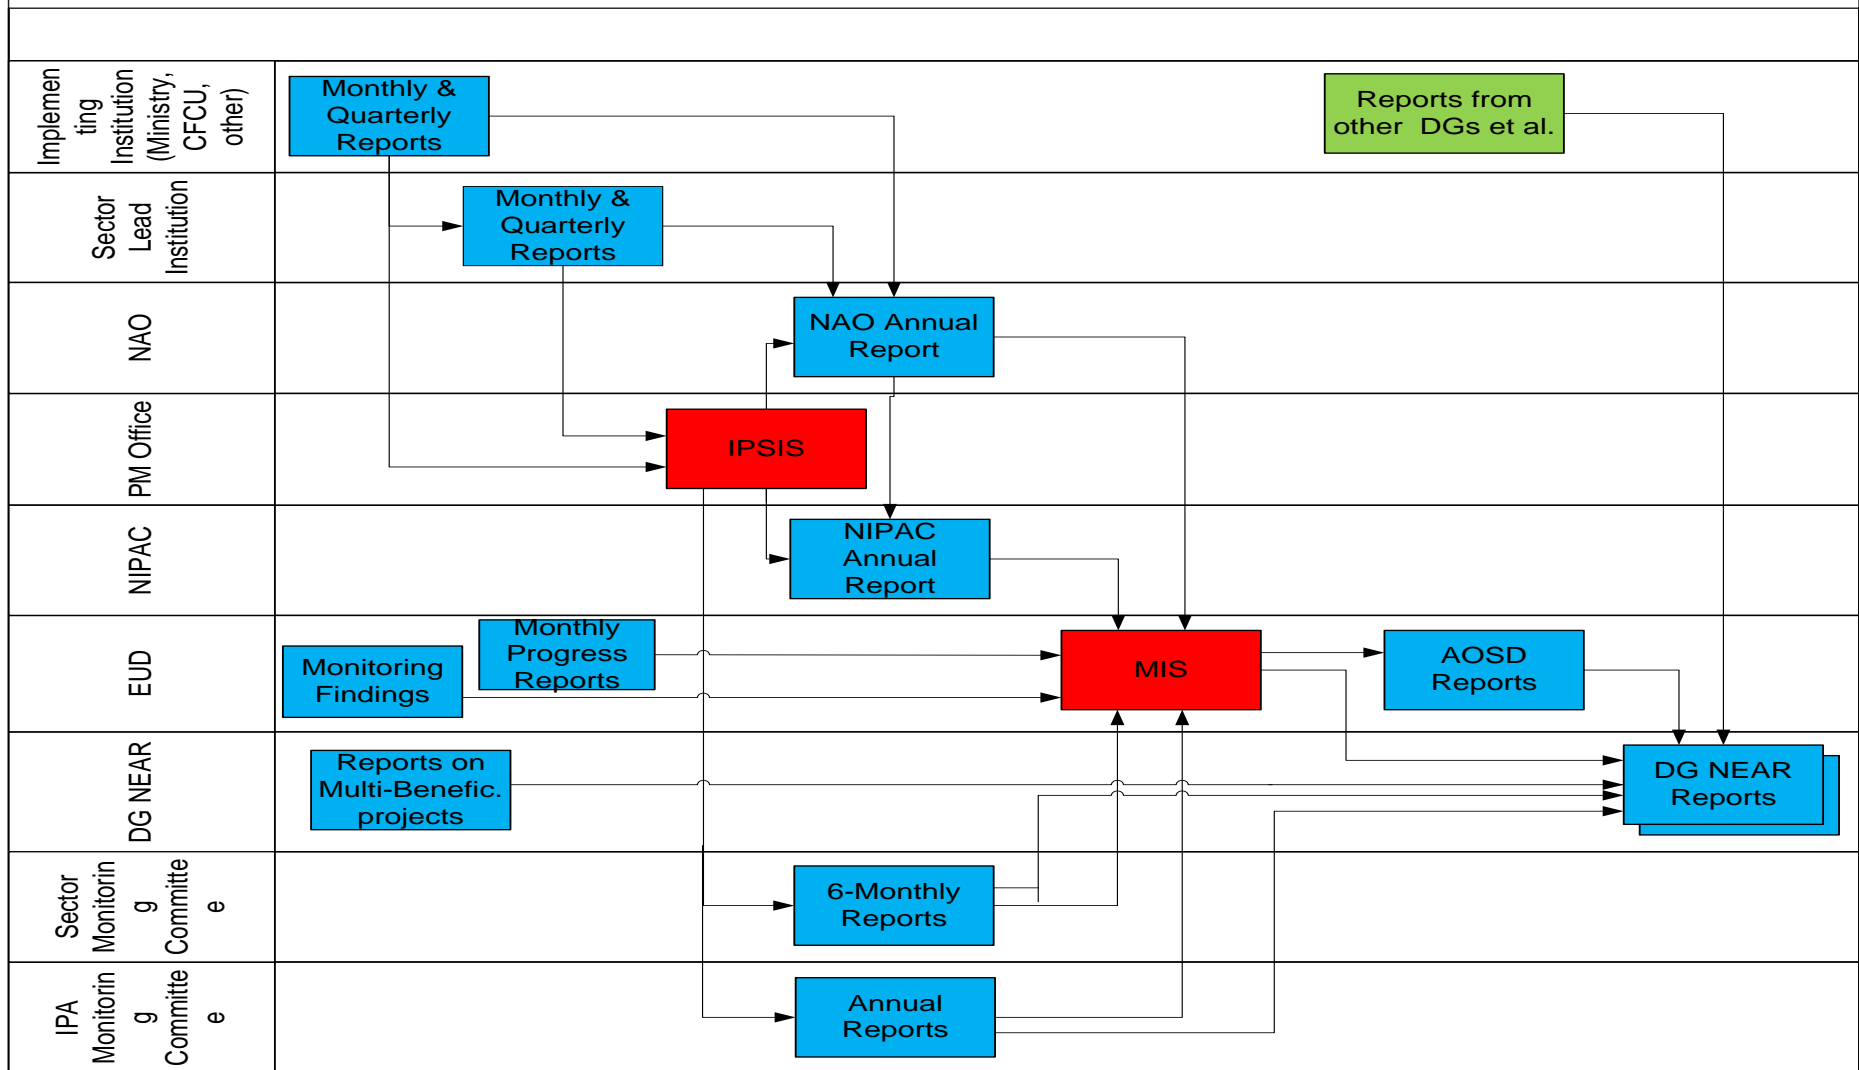 Implemen
ting
Institution
(Ministry,
CFCU,
other)
Monthly &
Quarterly
Reports
Reports from
other DGs et al.
Sector
Lead
Institution
Monthly &
Quarterly
Reports
NAO
NAO Annual
Report
PM Office
IPSIS
NIPAC
NIPAC
Annual
Report
EUD
Monitoring
Findings
Monthly
Progress
Reports
MIS
AOSD
Reports
DG NEAR
Reports on
Multi-Benefic.
projects
DG NEAR
Reports
Sector
Monitorin
g
Committe
e
6-Monthly
Reports
IPA
Monitorin
g
Committe
e
Annual
Reports